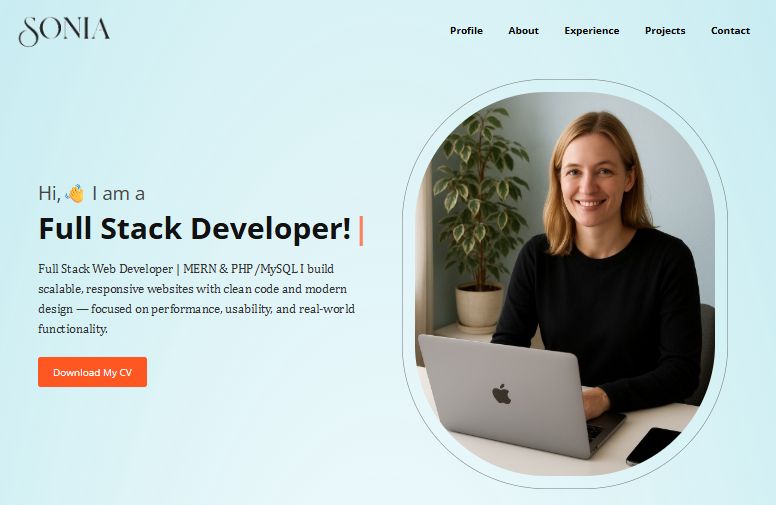 SONIA
Profile About Experience Projects Contact
Hi,👋 I am a
Full Stack Developer! |
Full Stack Web Developer | MERN & PHP/MySQL I build
scalable, responsive websites with clean code and modern
design — focused on performance, usability, and real-world
functionality.
Download My CV